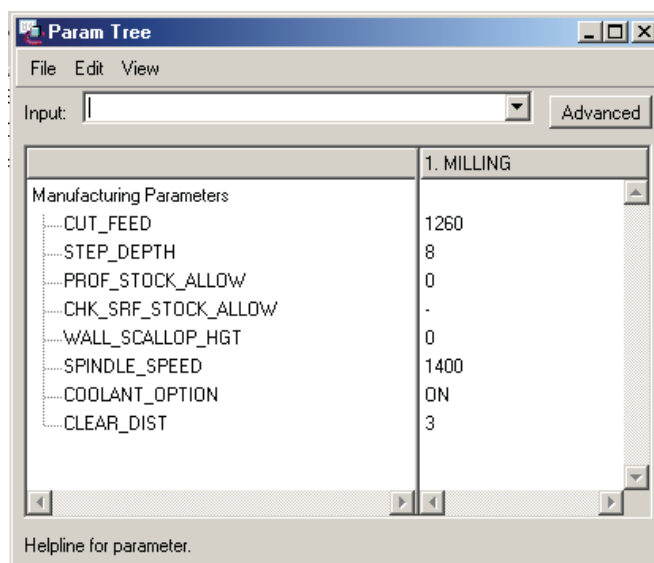 Param Tree
File Edit View
Input: Advanced
1. MILLING
Manufacturing Parameters
CUT_FEED 1260
STEP_DEPTH 8
PROF_STOCK_ALLOW 0
CHK_SRF_STOCK_ALLOW -
WALL_SCALLOP_HGT 0
SPINDLE_SPEED 1400
COOLANT_OPTION ON
CLEAR_DIST 3
Helpline for parameter.